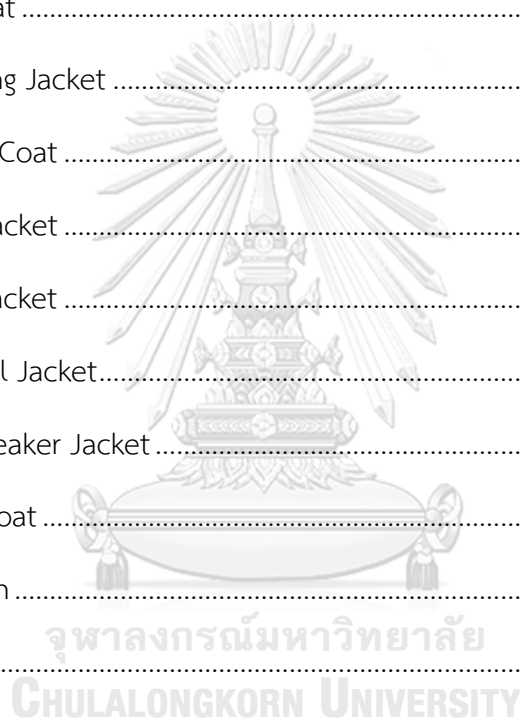 at ........................................................
ng Jacket .............................................
Coat ...................................................
acket ...................................................
acket ...................................................
l Jacket...............................................
eaker Jacket ........................................
oat ......................................................
n .........................................................
จุฬาลงกรณ์มหาวิทยาลัย
...........................................................
CHULALONGKORN UNIVERSITY